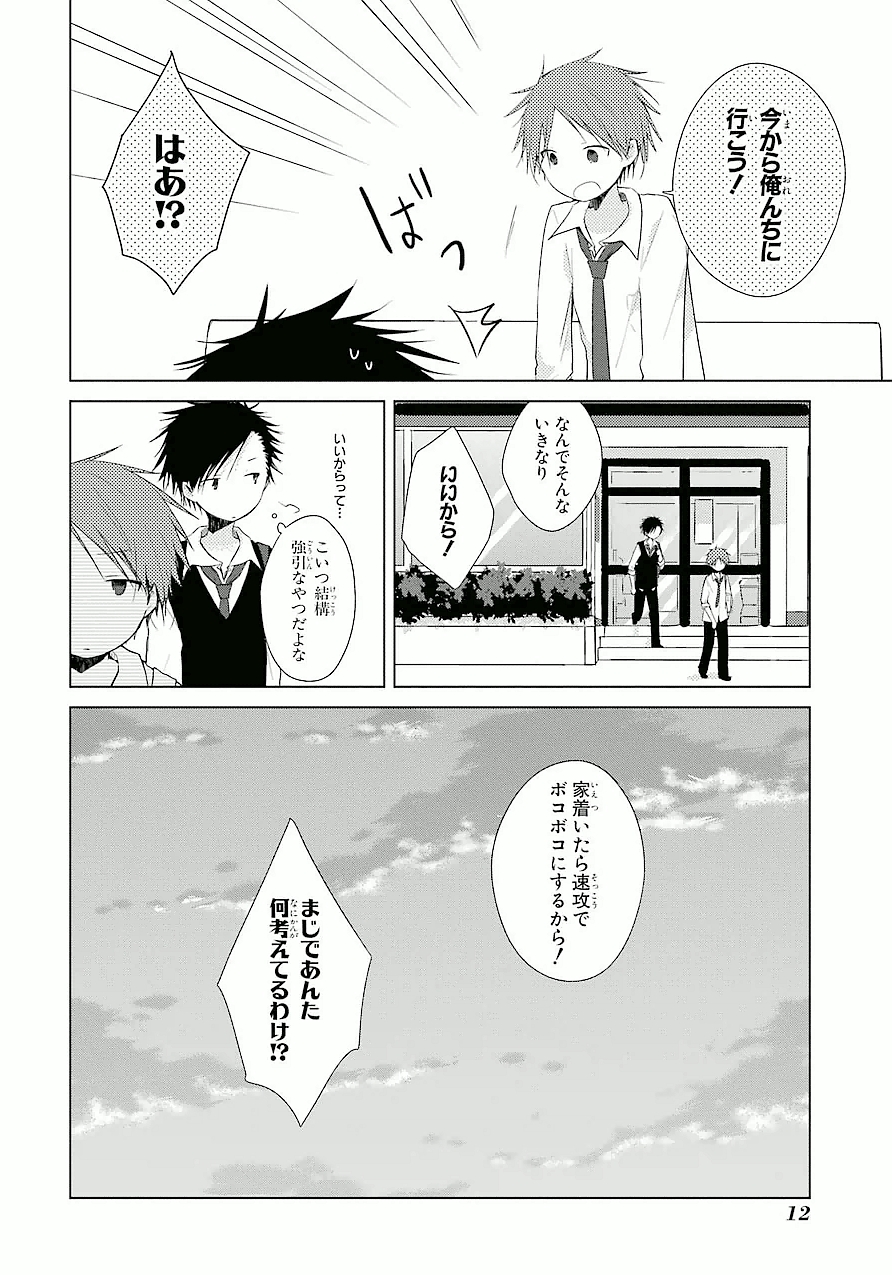 今から俺んちに
行こう!
ばっ
はあ!?
なんでそんな
いきなり
いいから!
いいからって…
こいつ結構
強引なやつだよな
家着いたら速攻で
ボコボコにするから!
まじであんた
何考えてるわけ!?
12